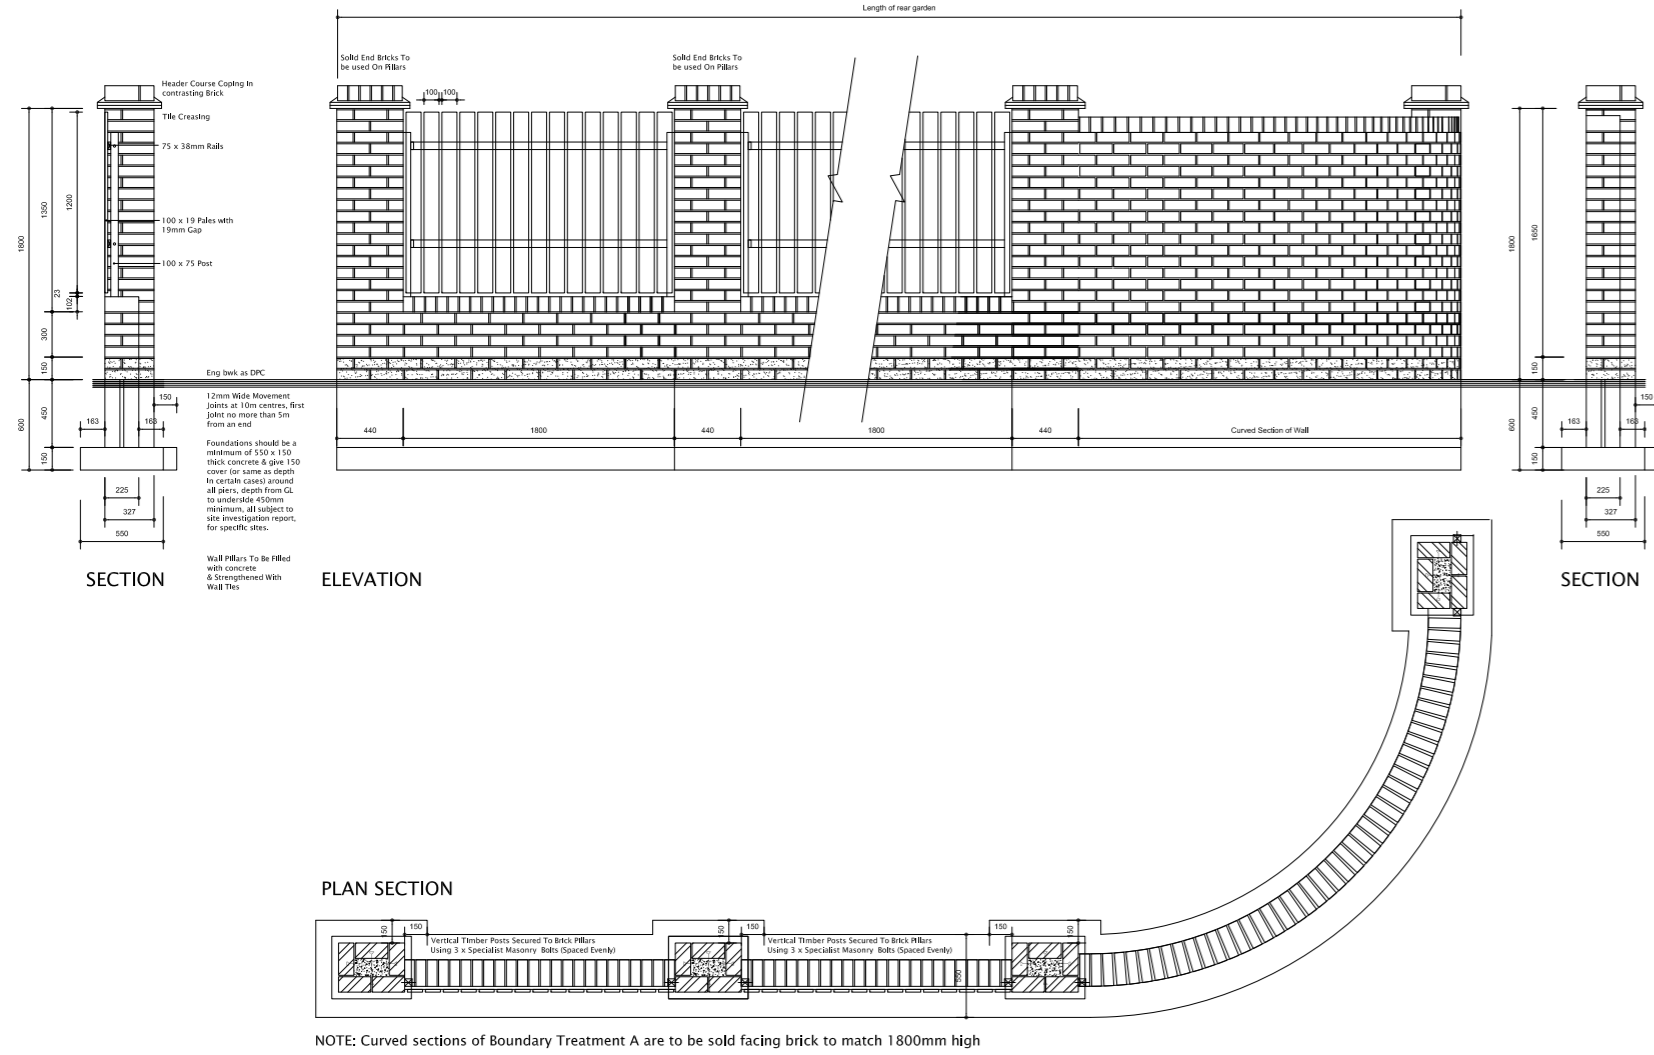 Length of rear garden
Solid End Bricks To
be used On Pillars
Solid End Bricks To
be used On Pillars
Header Course Coping In
contrasting Brick
Tile Creasing
75 x 38mm Rails
100 x 19 Pales with
19mm Gap
100 x 75 Post
100
100
1800
1350
1200
23
102
300
150
600
450
150
163
163
150
225
327
550
Eng bwk as DPC
12mm Wide Movement
Joints at 10m centres, first
Joint no more than 5m
from an end
Foundations should be a
minimum of 550 x 150
thick concrete & give 150
cover (or same as depth
In certain cases) around
all piers, depth from GL
to underside 450mm
minimum, all subject to
site investigation report,
for specific sites.
Wall Pillars To Be Filled
with concrete
& Strengthened With
Wall Ties
440
1800
440
1800
440
Curved Section of Wall
1800
1650
150
600
450
150
163
163
150
225
327
550
SECTION
ELEVATION
SECTION
PLAN SECTION
150
150
Vertical Timber Posts Secured To Brick Pillars
Using 3 x Specialist Masonry Bolts (Spaced Evenly)
150
150
Vertical Timber Posts Secured To Brick Pillars
Using 3 x Specialist Masonry Bolts (Spaced Evenly)
150
150
550
NOTE: Curved sections of Boundary Treatment A are to be sold facing brick to match 1800mm high